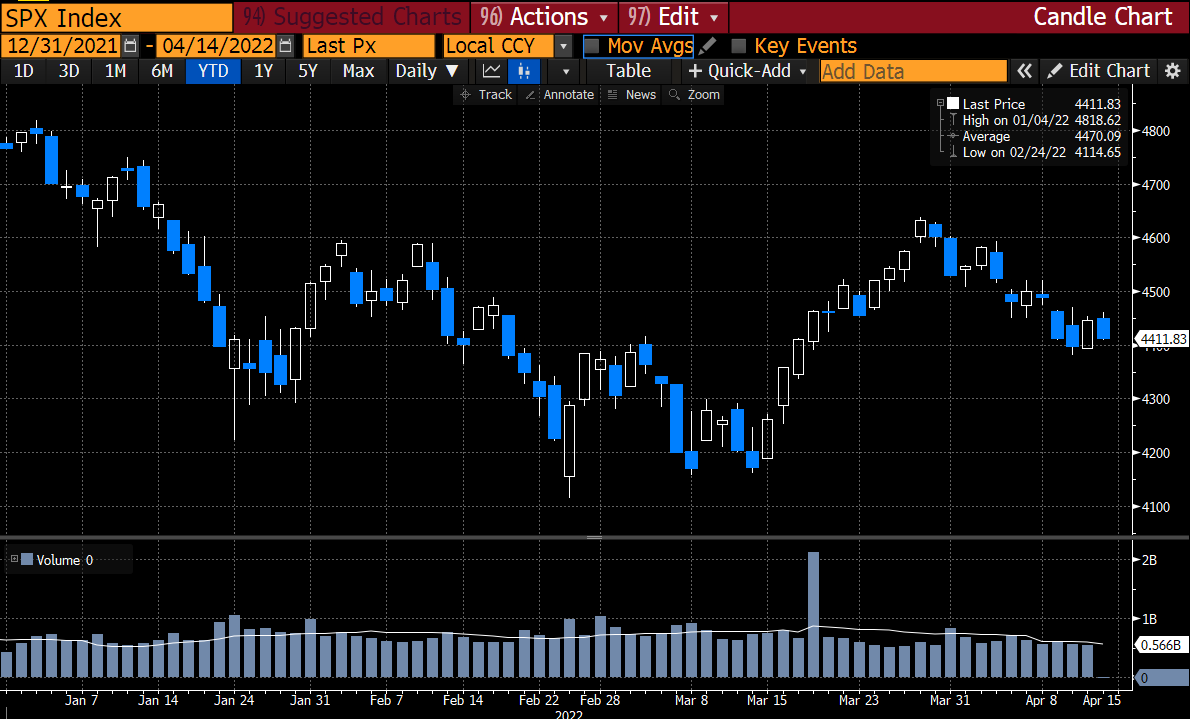 SPX Index 94) Suggested Charts 96) Actions 97) Edit Candle Chart
12/31/2021 - 04/14/2022 Last Px Local CCY Mov Avgs Key Events
1D 3D 1M 6M YTD 1Y 5Y Max Daily ▼ Table + Quick-Add Add Data « Edit Chart
Track Annotate News Zoom
Last Price 4411.83
High on 01/04/22 4818.62
Average 4470.09
Low on 02/24/22 4114.65
4800
4700
4600
4500
4411.83
4300
4200
4100
Volume 0
2B
1B
0.566B
0
Jan 7 Jan 14 Jan 24 Jan 31 Feb 7 Feb 14 Feb 22 Feb 28 Mar 8 Mar 15 Mar 23 Mar 31 Apr 8 Apr 15
2022